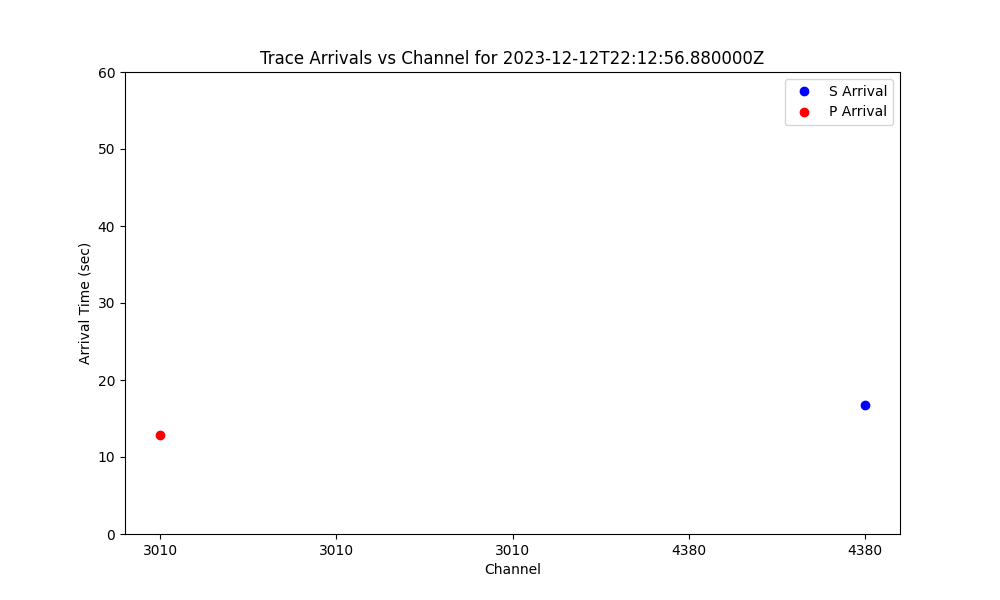 Trace Arrivals vs Channel for 2023-12-12T22:12:56.880000Z
S Arrival
P Arrival
60
50
40
30
20
10
0
Arrival Time (sec)
3010 3010 3010 4380 4380
Channel